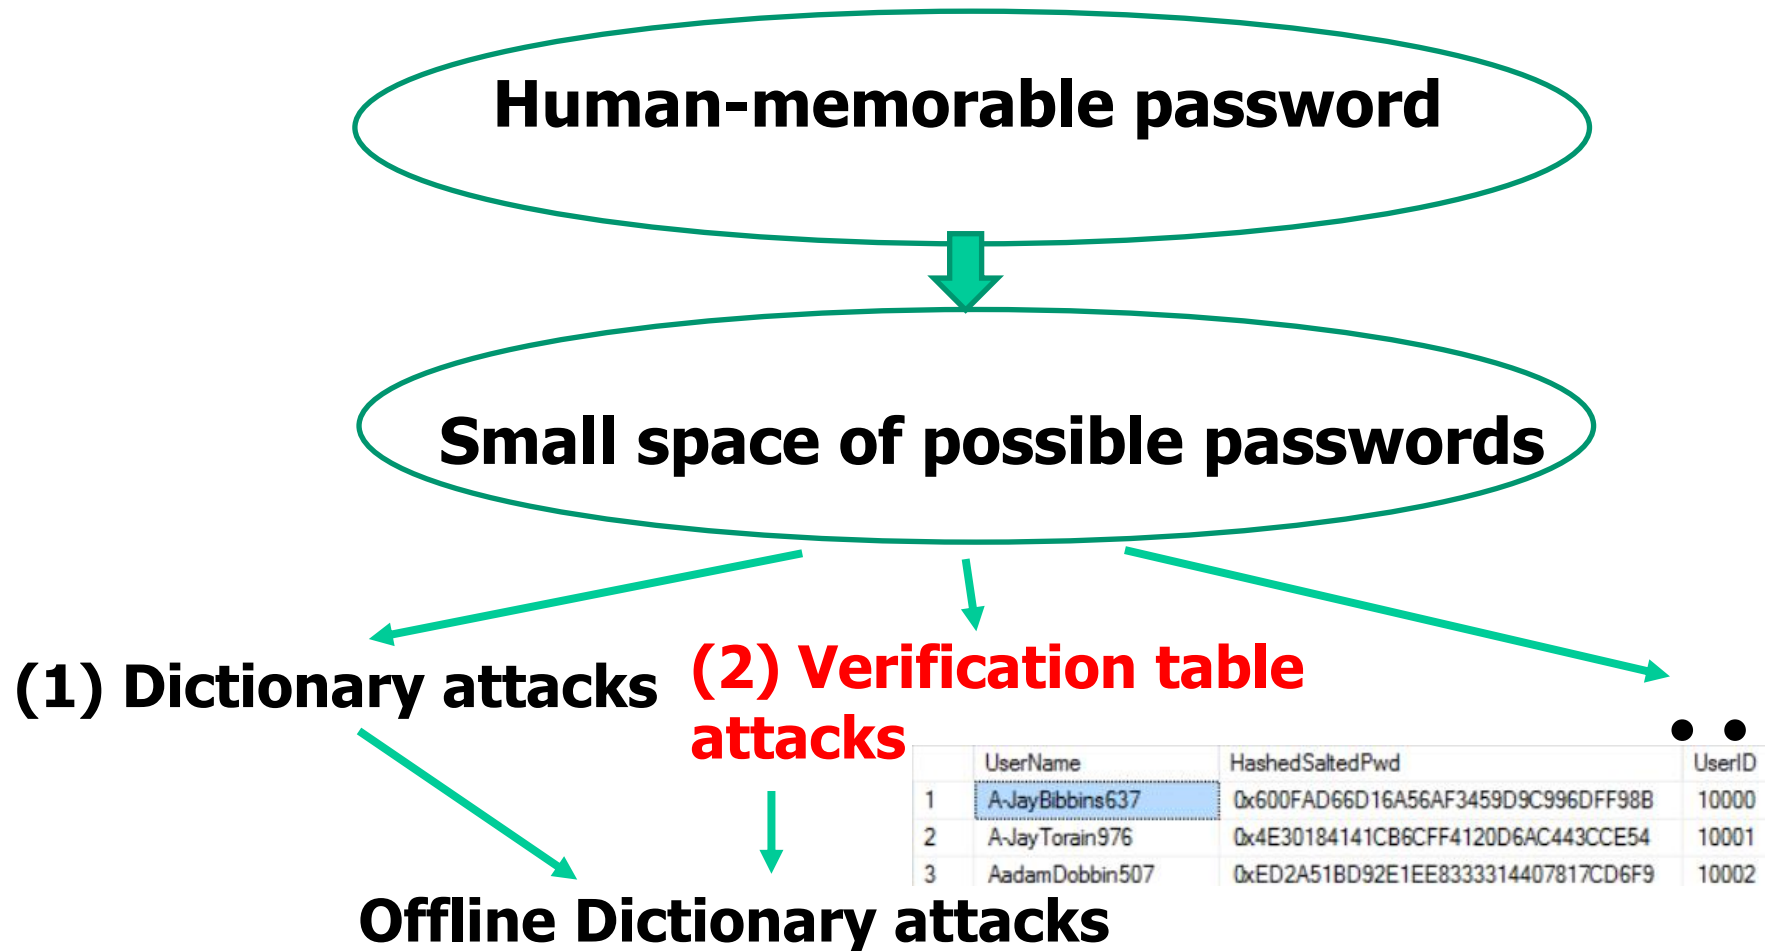 Human-memorable password
Small space of possible passwords
(1) Dictionary attacks
(2) Verification table
attacks
..
UserName HashedSaltedPwd UserID
1 A-JayBibbins637 0x600FAD66D16A56AF3459D9C996DFF98B 10000
2 A-JayTorain976 0x4E30184141CB6CFF4120D6AC443CCE54 10001
3 AadamDobbin507 0xED2A51BD92E1EE8333314407817CD6F9 10002
Offline Dictionary attacks